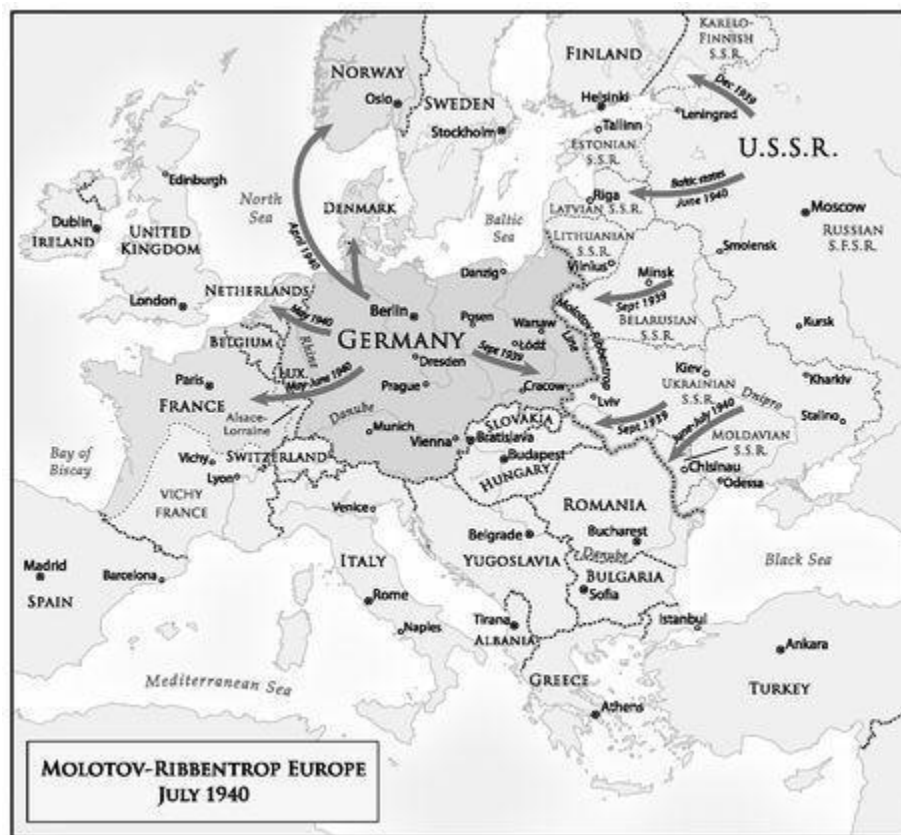 KARELO-
FINNISH
S.S.R.
FINLAND
NORWAY
Oslo
SWEDEN
Helsinki
Dec 1939
Leningrad
Stockholm
Tallinn
ESTONIAN
S.S.R.
U.S.S.R.
Edinburgh
North
Sea
DENMARK
Baltic
Sea
Riga
LATVIAN S.S.R.
Baltic states
June 1940
Moscow
RUSSIAN
S.F.S.R.
Dublin
IRELAND
UNITED
KINGDOM
April 1940
LITHUANIAN
S.S.R.
Vilnius
Smolensk
Danzig
Minsk
Sept 1939
BELARUSIAN
S.S.R.
London
NETHERLANDS
May 1940
Berlin
Posen
Warsaw
Molotov-Ribbentrop
Line
Kursk
BELGIUM
Rhine
GERMANY
Łódź
Sept 1939
Dresden
LUX.
May-June 1940
Paris
FRANCE
Prague
Cracow
Lviv
Kiev
UKRAINIAN
S.S.R.
Dnipro
Kharkiv
Alsace-
Lorraine
Danube
Munich
Vienna
SLOVAKIA
Bratislava
Sept 1939
June-July 1940
Stalino
MOLDAVIAN
S.S.R.
Bay of
Biscay
Vichy
SWITZERLAND
Budapest
HUNGARY
Chisinau
Odessa
Lyon
VICHY
FRANCE
ROMANIA
Venice
Belgrade
Bucharest
ITALY
YUGOSLAVIA
Danube
Black Sea
Madrid
SPAIN
Barcelona
BULGARIA
Sofia
Rome
Tirana
ALBANIA
Istanbul
Naples
Ankara
Mediterranean Sea
GREECE
TURKEY
Athens
MOLOTOV-RIBBENTROP EUROPE
JULY 1940